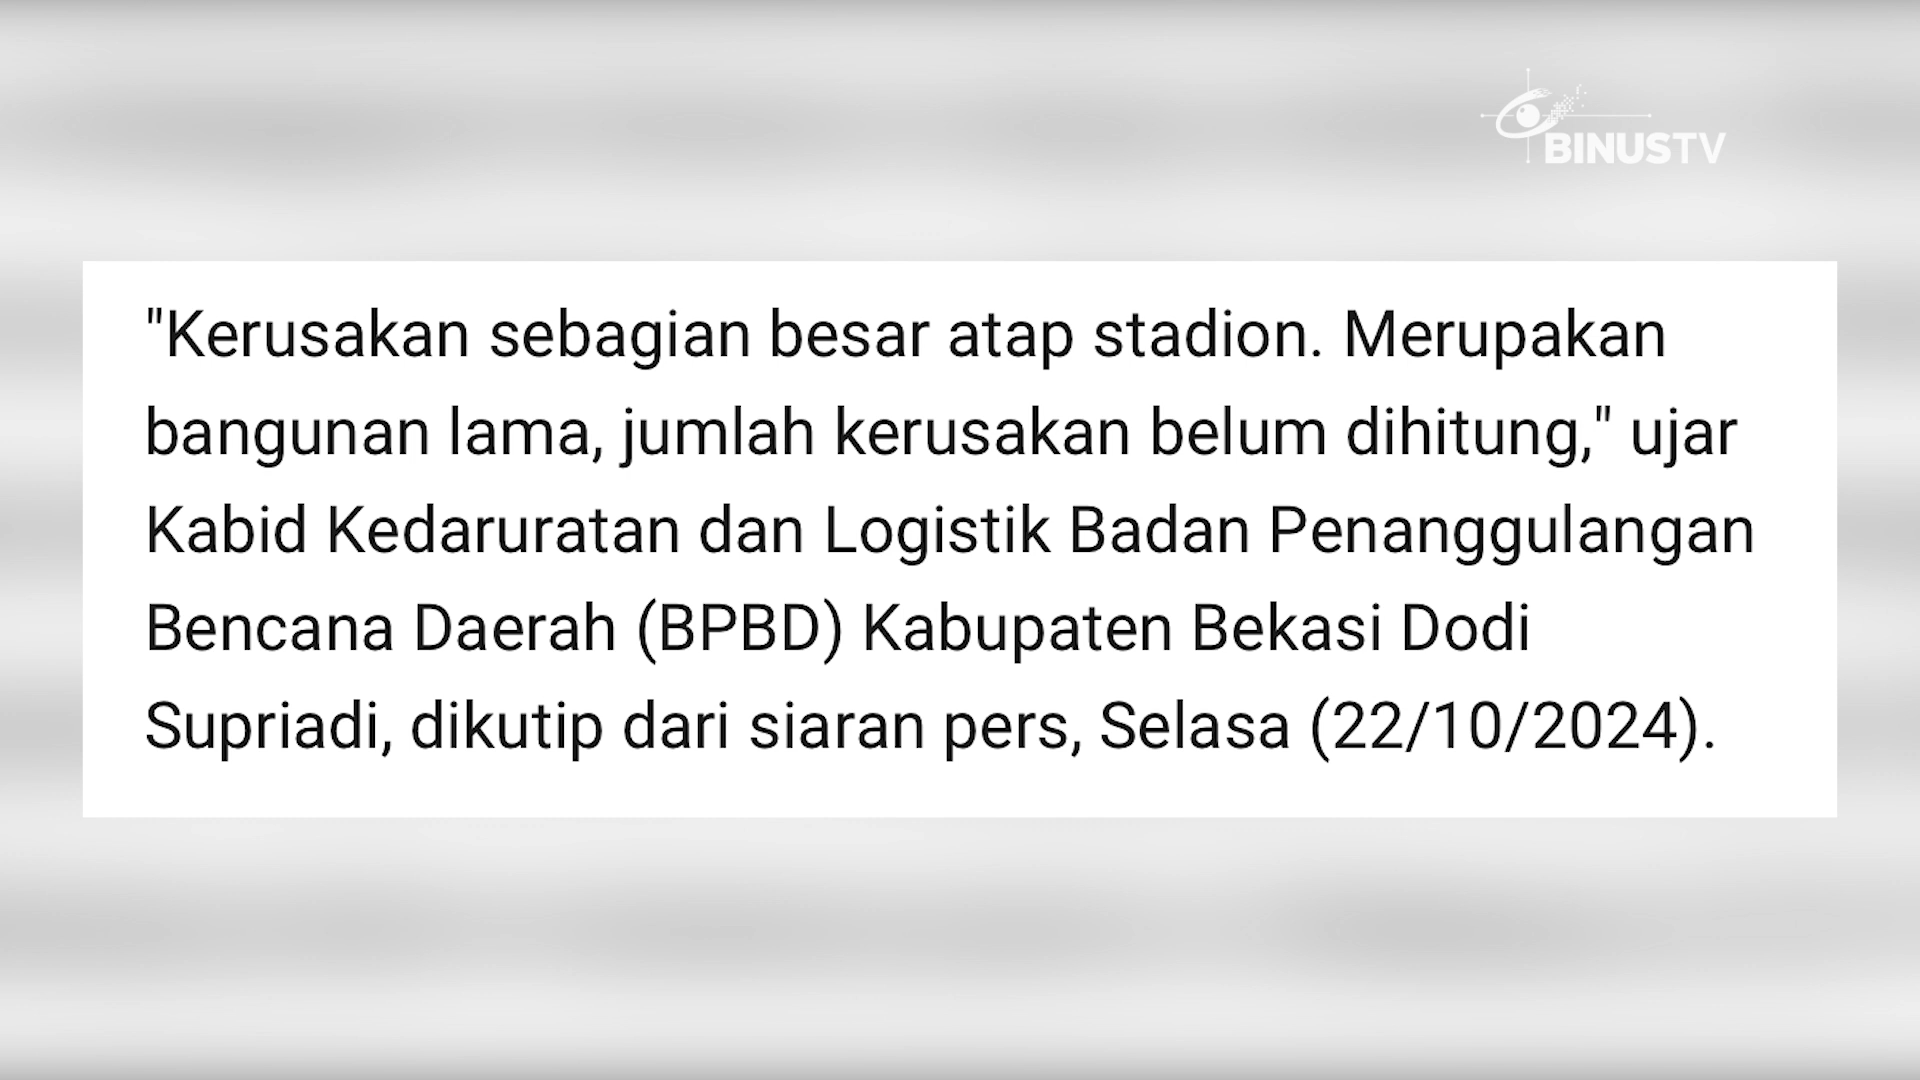 BINUSTV
"Kerusakan sebagian besar atap stadion. Merupakan
bangunan lama, jumlah kerusakan belum dihitung," ujar
Kabid Kedaruratan dan Logistik Badan Penanggulangan
Bencana Daerah (BPBD) Kabupaten Bekasi Dodi
Supriadi, dikutip dari siaran pers, Selasa (22/10/2024).